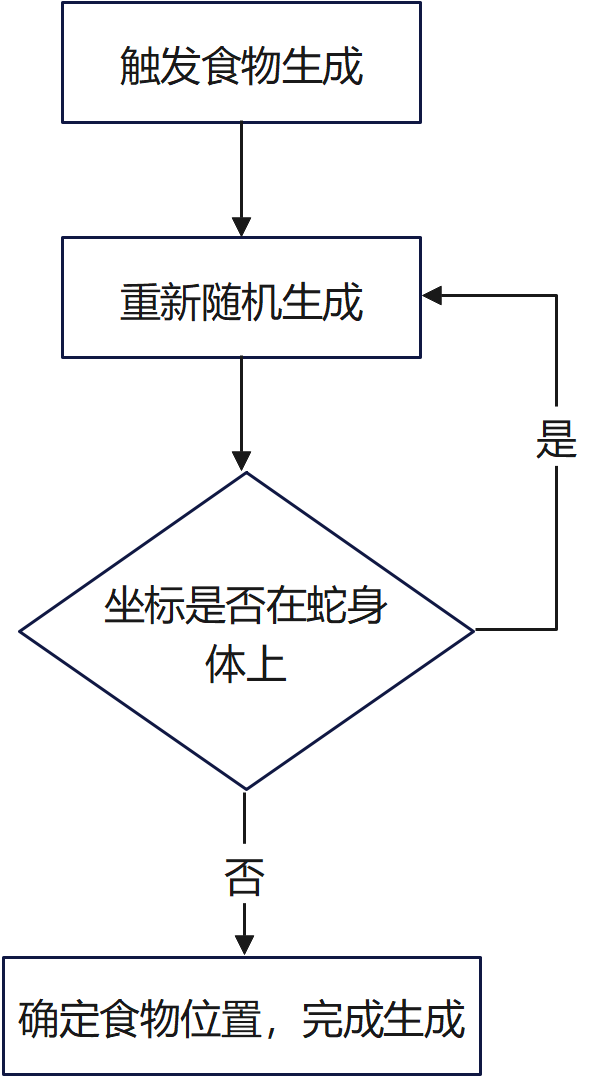 触发食物生成
重新随机生成
是
坐标是否在蛇身
体上
否
确定食物位置，完成生成